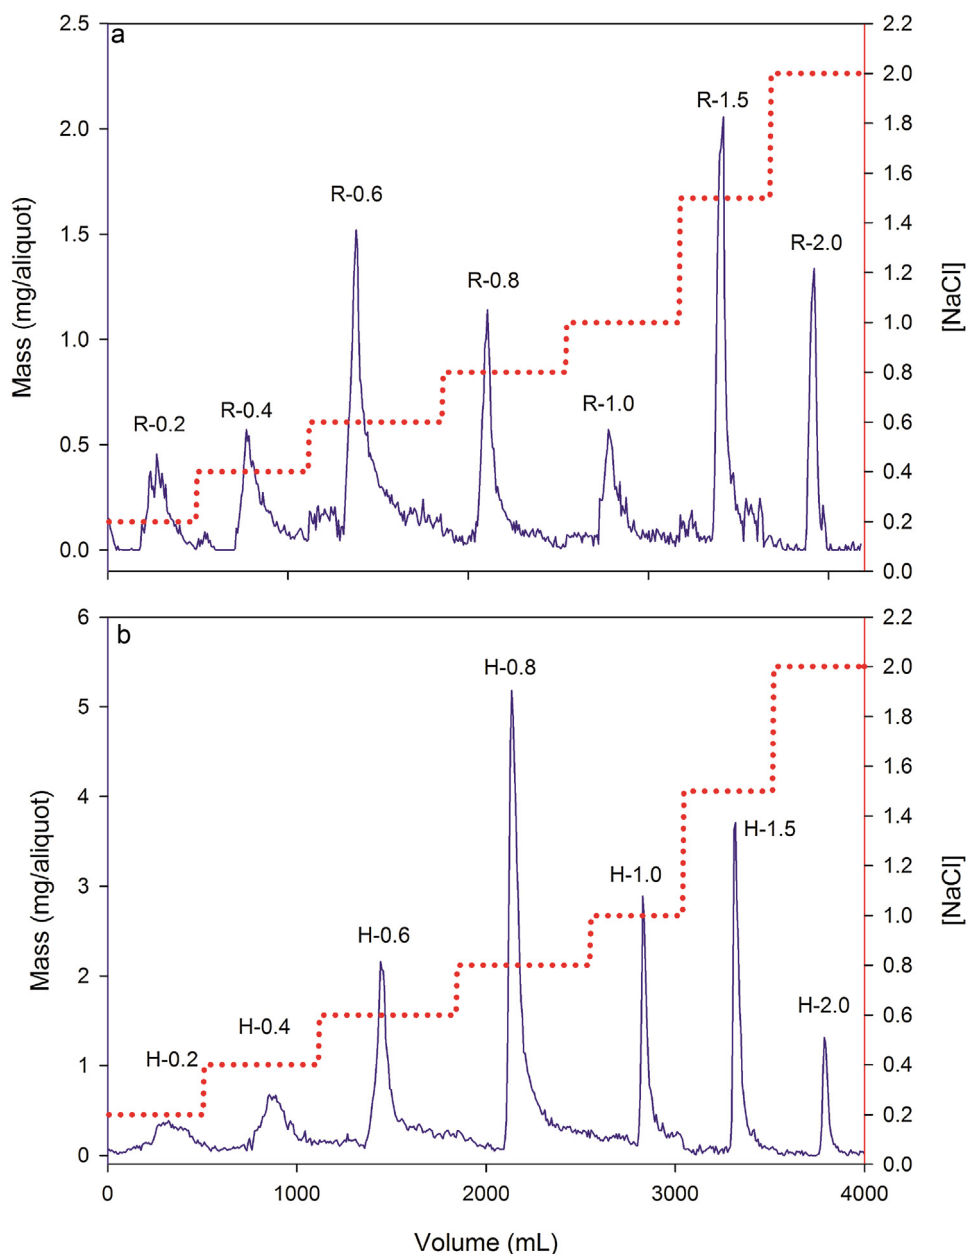 a
2.5
2.0
1.5
1.0
0.5
0.0
Mass (mg/aliquot)
R-0.2
R-0.4
R-0.6
R-0.8
R-1.0
R-1.5
R-2.0
2.2
2.0
1.8
1.6
1.4
1.2
1.0
0.8
0.6
0.4
0.2
0.0
[NaCl]
b
6
5
4
3
2
1
0
Mass (mg/aliquot)
H-0.2
H-0.4
H-0.6
H-0.8
H-1.0
H-1.5
H-2.0
2.2
2.0
1.8
1.6
1.4
1.2
1.0
0.8
0.6
0.4
0.2
0.0
[NaCl]
0 1000 2000 3000 4000
Volume (mL)